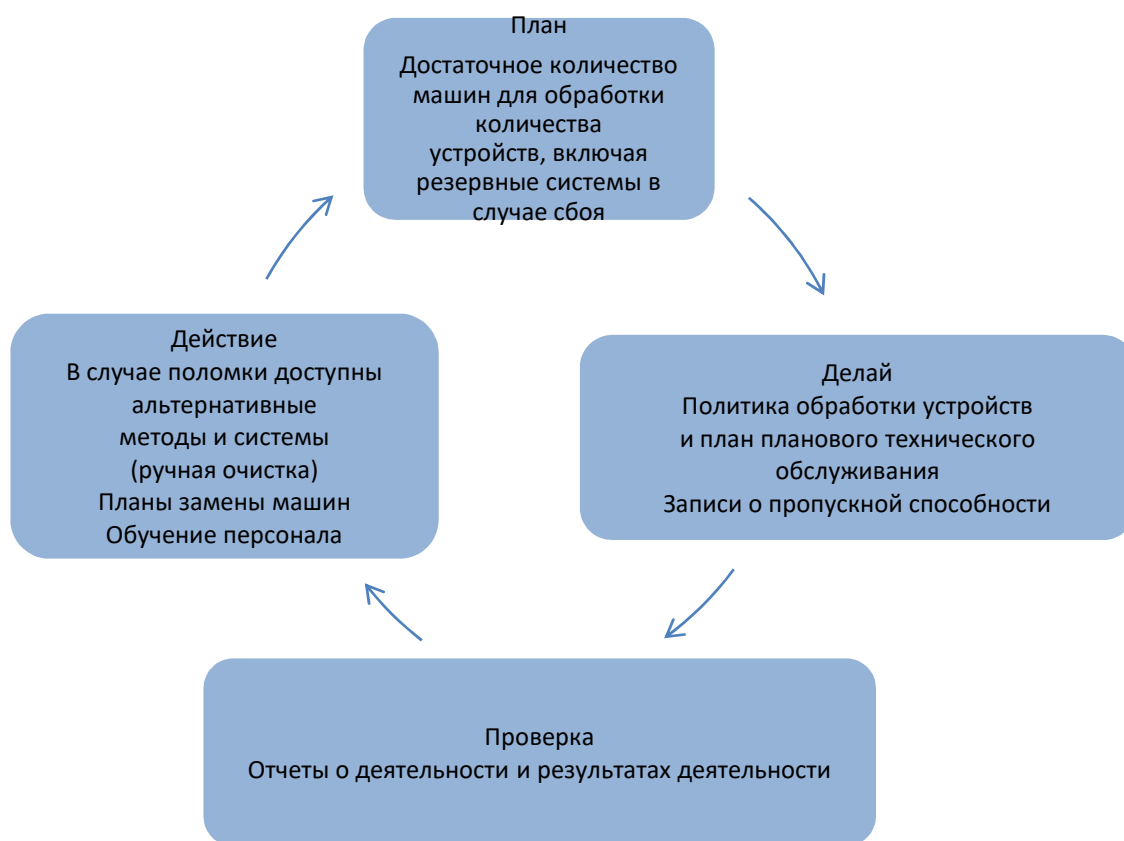 План
Достаточное количество
машин для обработки
количества
устройств, включая
резервные системы в
случае сбоя
Действие
В случае поломки доступны
альтернативные
методы и системы
(ручная очистка)
Планы замены машин
Обучение персонала
Делай
Политика обработки устройств
и план планового технического
обслуживания
Записи о пропускной способности
Проверка
Отчеты о деятельности и результатах деятельности